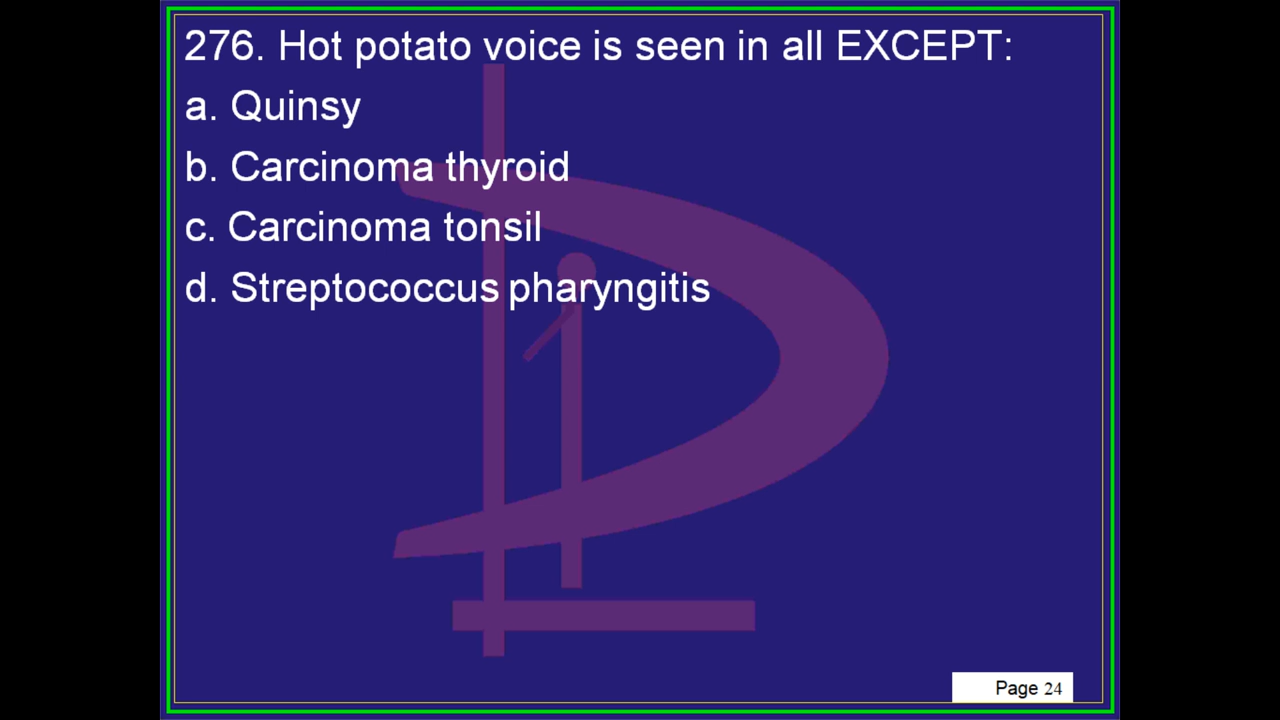 276. Hot potato voice is seen in all EXCEPT:
a. Quinsy
b. Carcinoma thyroid
c. Carcinoma tonsil
d. Streptococcus pharyngitis
Page 24